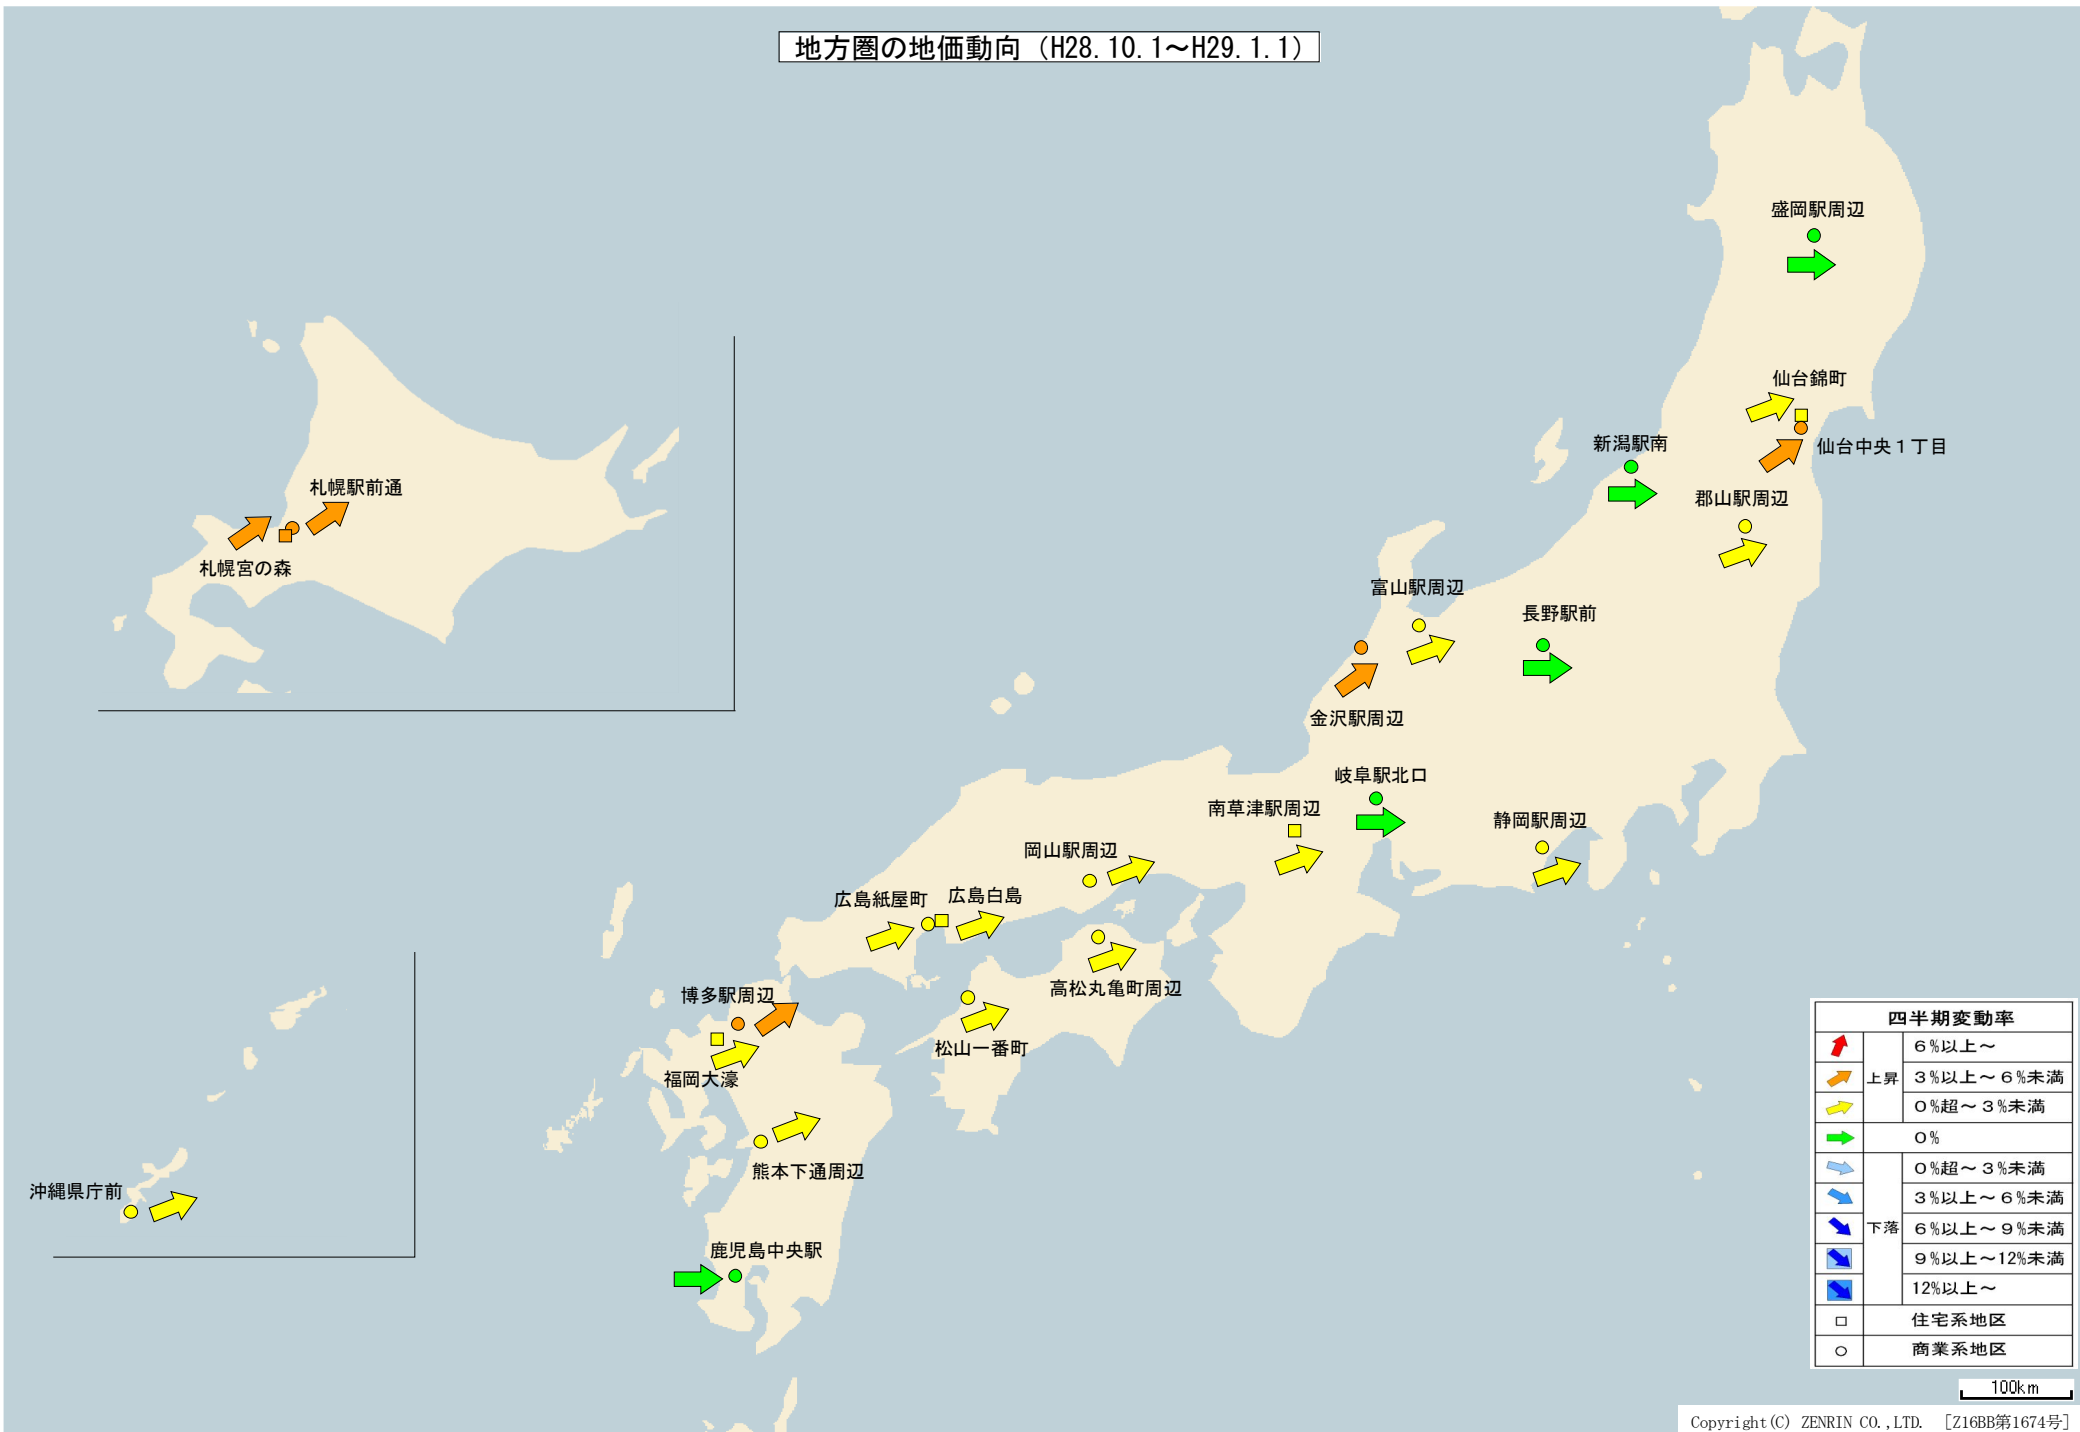 地方圏の地価動向（H28.10.1～H29.1.1）
盛岡駅周辺
仙台錦町
仙台中央１丁目
新潟駅南
郡山駅周辺
札幌駅前通
札幌宮の森
富山駅周辺
長野駅前
金沢駅周辺
岐阜駅北口
南草津駅周辺
静岡駅周辺
岡山駅周辺
広島紙屋町
広島白島
高松丸亀町周辺
博多駅周辺
松山一番町
福岡大濠
熊本下通周辺
沖縄県庁前
鹿児島中央駅
四半期変動率
上昇
６%以上～
３%以上～６%未満
０%超～３%未満
０%
下落
０%超～３%未満
３%以上～６%未満
６%以上～９%未満
９%以上～12%未満
12%以上～
住宅系地区
商業系地区
100km
Copyright(C) ZENRIN CO.,LTD. [Z16BB第1674号]